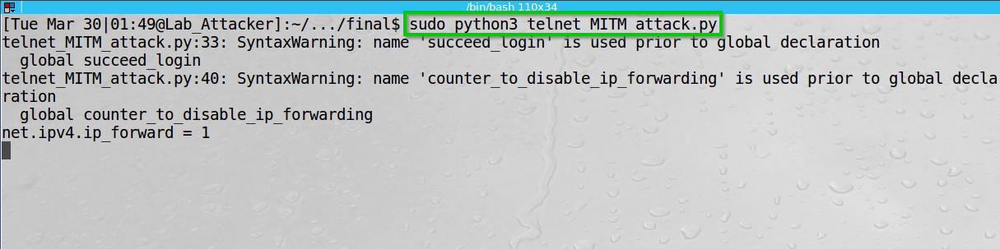 /bin/bash 110x34
[Tue Mar 30|01:49@Lab_Attacker]:~/.../final$ sudo python3 telnet_MITM_attack.py
telnet_MITM_attack.py:33: SyntaxWarning: name 'succeed_login' is used prior to global declaration
  global succeed_login
telnet_MITM_attack.py:40: SyntaxWarning: name 'counter_to_disable_ip_forwarding' is used prior to global decla
ration
  global counter_to_disable_ip_forwarding
net.ipv4.ip_forward = 1